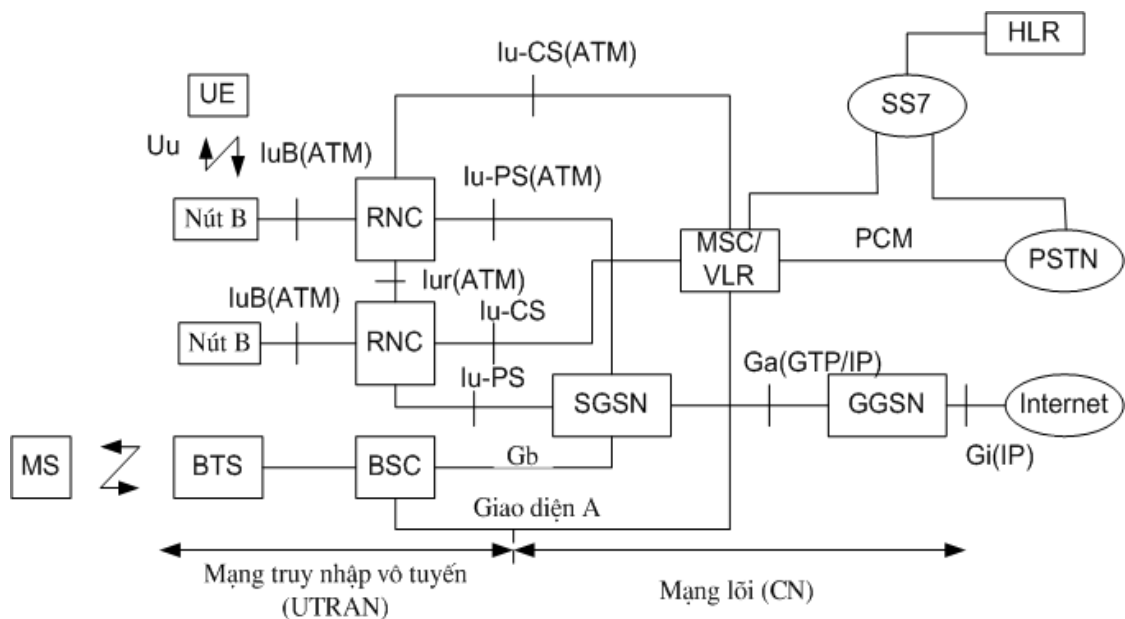 HLR
Iu-CS(ATM)
UE
SS7
Uu
IuB(ATM)
Iu-PS(ATM)
Nút B
RNC
MSC/
VLR
PCM
PSTN
Iur(ATM)
IuB(ATM)
Iu-CS
Nút B
RNC
Iu-PS
Ga(GTP/IP)
SGSN
GGSN
Internet
Gi(IP)
MS
BTS
BSC
Gb
Giao diện A
Mạng truy nhập vô tuyến
(UTRAN)
Mạng lõi (CN)